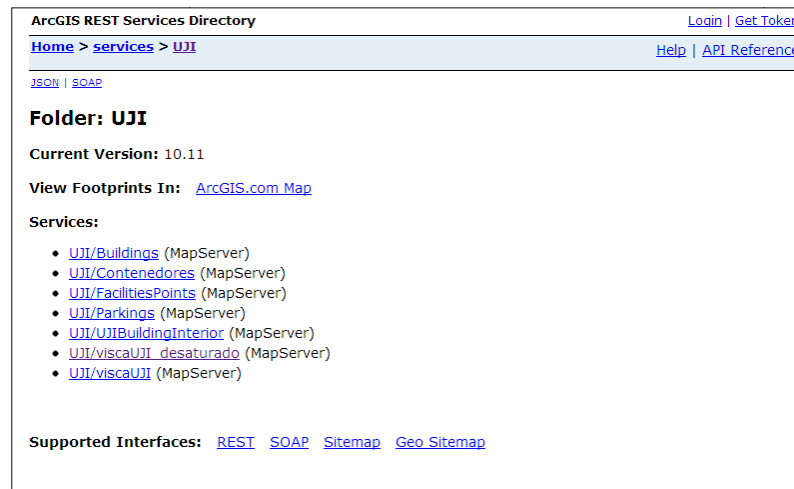 ArcGIS REST Services Directory
Login | Get Token
Home > services > UJI
Help | API Reference
JSON | SOAP
Folder: UJI
Current Version: 10.11
View Footprints In: ArcGIS.com Map
Services:
UJI/Buildings (MapServer)
UJI/Contenedores (MapServer)
UJI/FacilitiesPoints (MapServer)
UJI/Parkings (MapServer)
UJI/UJIBuildingInterior (MapServer)
UJI/viscaUJI_desaturado (MapServer)
UJI/viscaUJI (MapServer)
Supported Interfaces: REST SOAP Sitemap Geo Sitemap